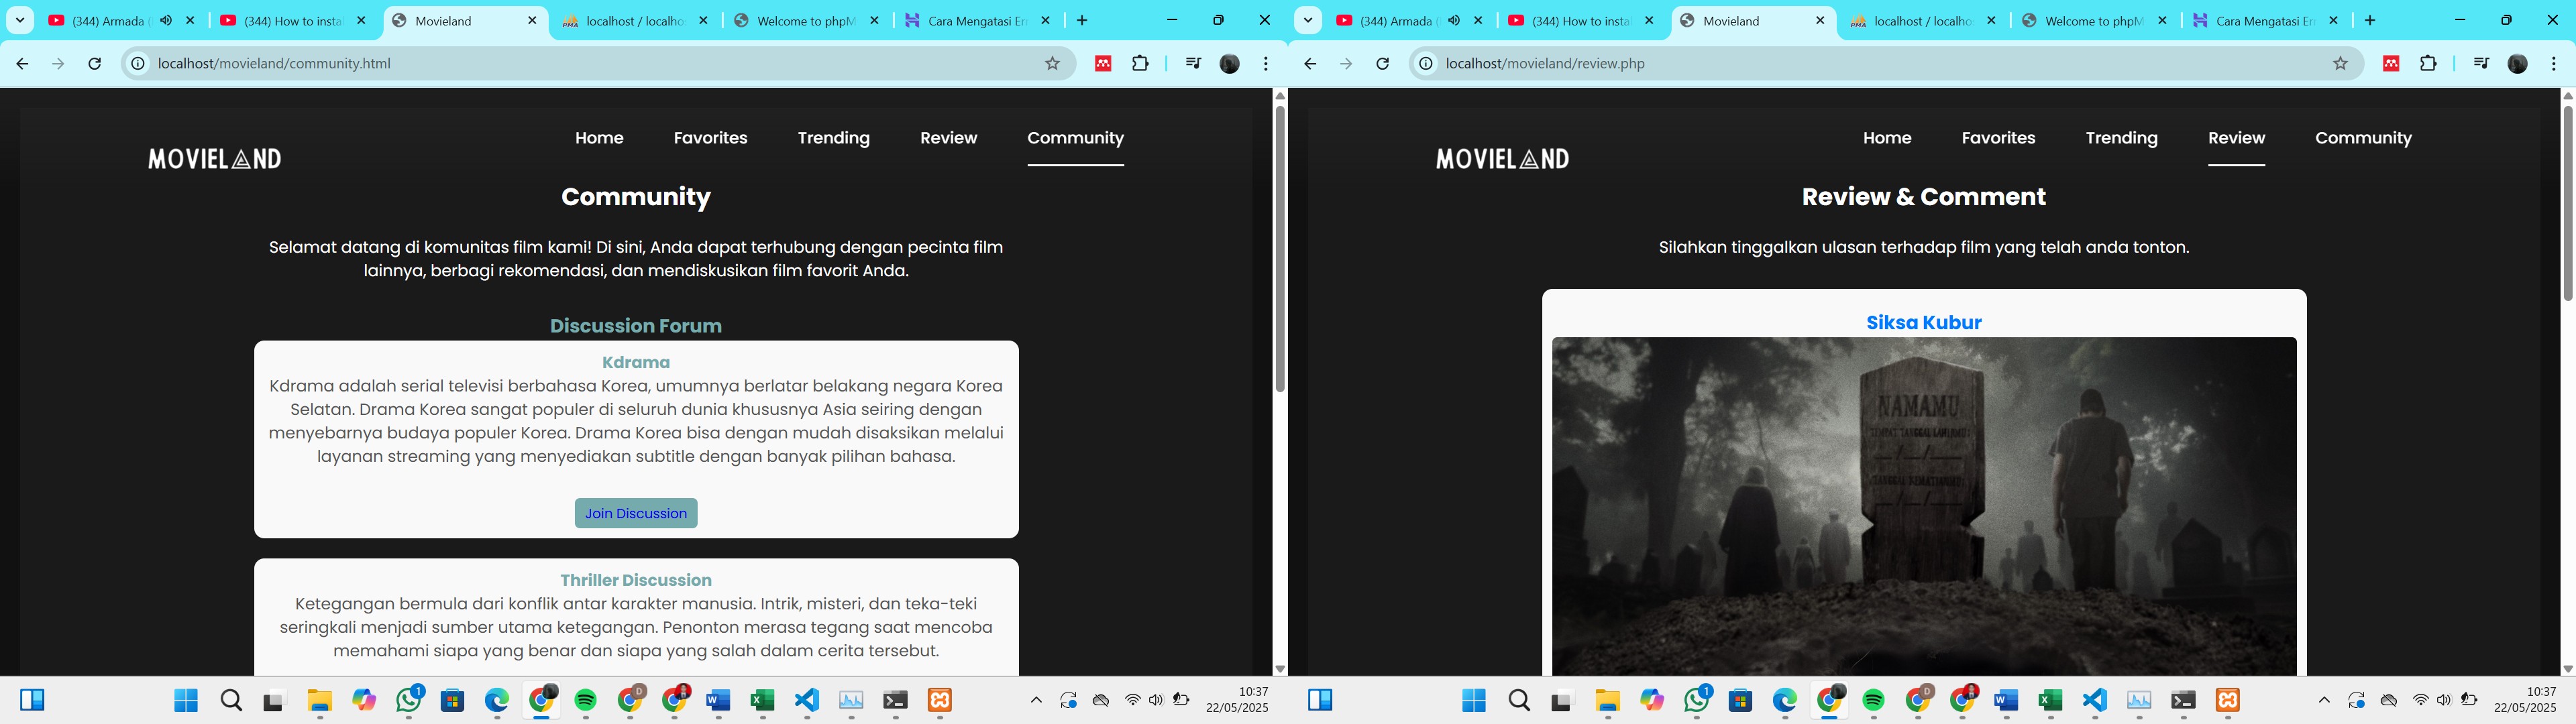 (344) Armada (
(344) How to insta
Movieland
localhost / localho
Welcome to phpM
Cara Mengatasi Er
localhost/movieland/community.html
MOVIELAND
Home
Favorites
Trending
Review
Community
Community
Selamat datang di komunitas film kami! Di sini, Anda dapat terhubung dengan pecinta film
lainnya, berbagi rekomendasi, dan mendiskusikan film favorit Anda.
Discussion Forum
Kdrama
Kdrama adalah serial televisi berbahasa Korea, umumnya berlatar belakang negara Korea
Selatan. Drama Korea sangat populer di seluruh dunia khususnya Asia seiring dengan
menyebarnya budaya populer Korea. Drama Korea bisa dengan mudah disaksikan melalui
layanan streaming yang menyediakan subtitle dengan banyak pilihan bahasa.
Join Discussion
Thriller Discussion
Ketegangan bermula dari konflik antar karakter manusia. Intrik, misteri, dan teka-teki
seringkali menjadi sumber utama ketegangan. Penonton merasa tegang saat mencoba
memahami siapa yang benar dan siapa yang salah dalam cerita tersebut.
1
D
10:37
22/05/2025
(344) Armada (
(344) How to insta
Movieland
localhost / localho
Welcome to phpM
Cara Mengatasi Er
localhost/movieland/review.php
MOVIELAND
Home
Favorites
Trending
Review
Community
Review & Comment
Silahkan tinggalkan ulasan terhadap film yang telah anda tonton.
Siksa Kubur
NAMAMU
1
D
10:37
22/05/2025